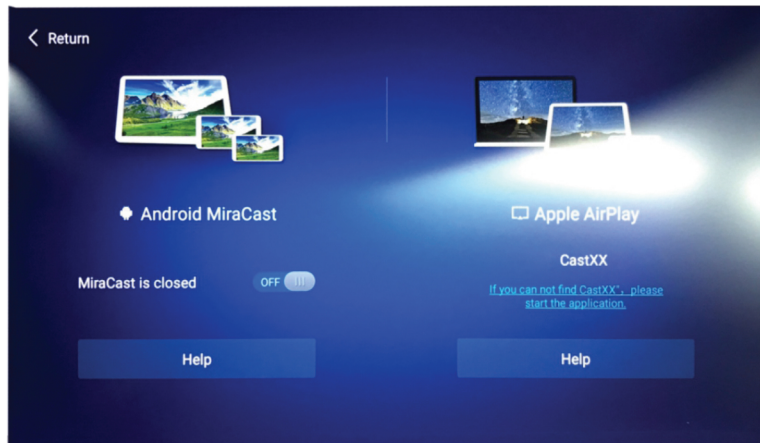 Return
Android MiraCast
Apple AirPlay
MiraCast is closed
OFF
CastXX
If you can not find CastXX", please
start the application.
Help
Help